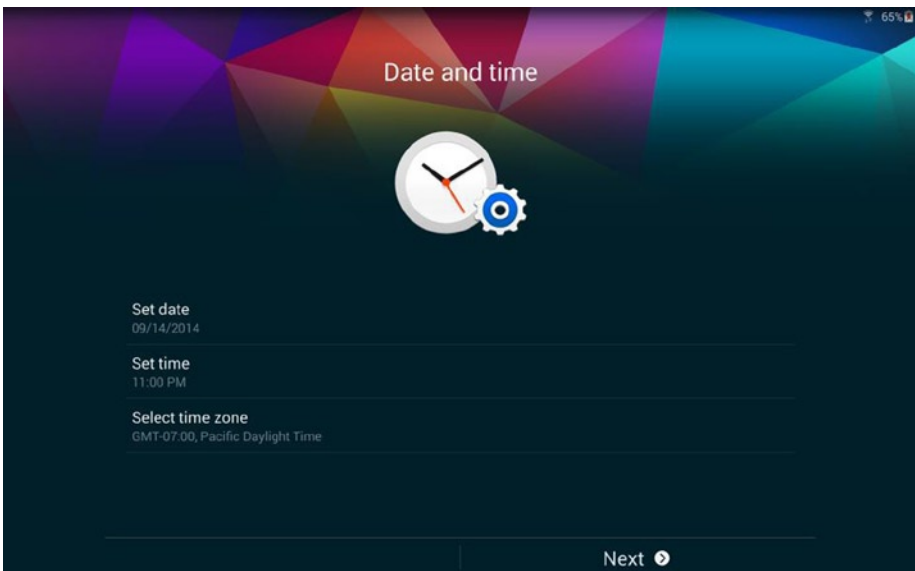 65%
Date and time
Set date
09/14/2014
Set time
11:00 PM
Select time zone
GMT-07:00, Pacific Daylight Time
Next